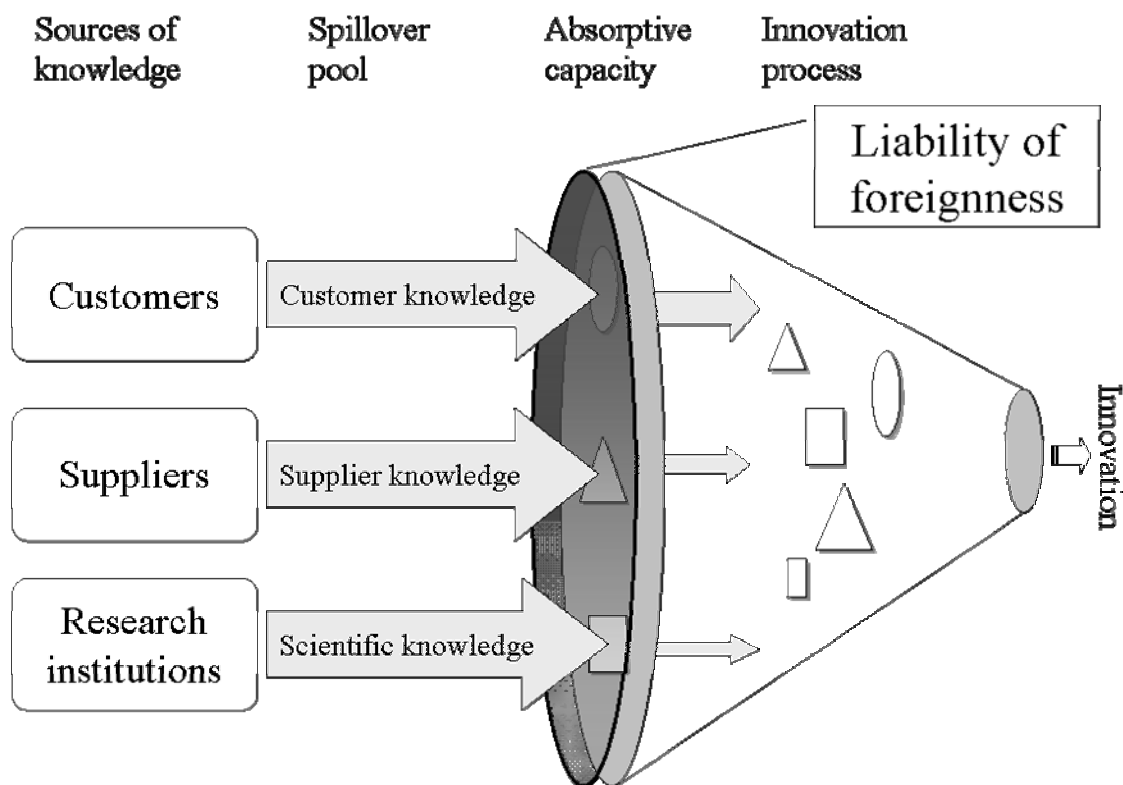 Sources of
knowledge
Spillover
pool
Absorptive
capacity
Innovation
process
Liability of
foreignness
Customers
Customer knowledge
Suppliers
Supplier knowledge
Research
institutions
Scientific knowledge
Innovation